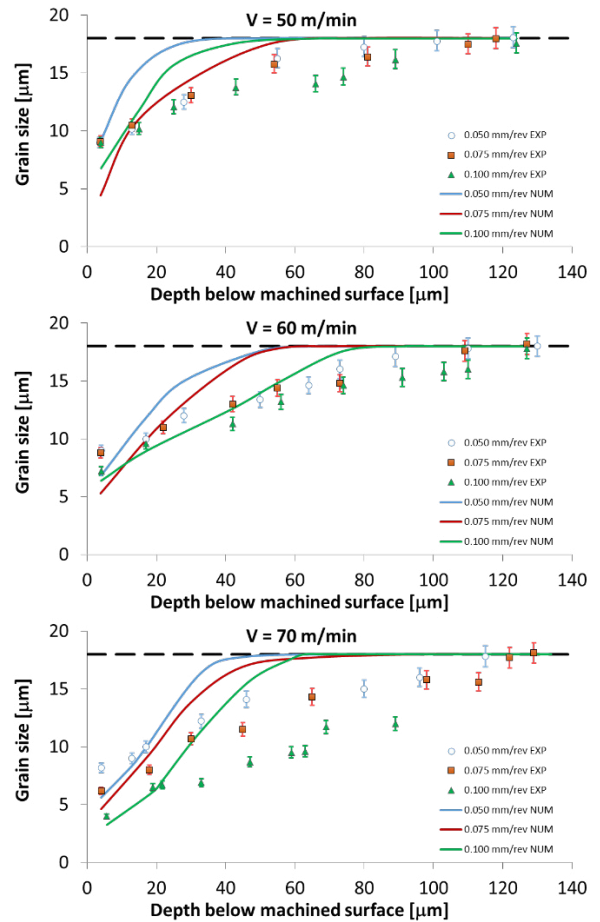 V = 50 m/min
20
15
10
5
0
Grain size [µm]
0.050 mm/rev EXP
0.075 mm/rev EXP
0.100 mm/rev EXP
0.050 mm/rev NUM
0.075 mm/rev NUM
0.100 mm/rev NUM
0 20 40 60 80 100 120 140
Depth below machined surface [µm]
V = 60 m/min
20
15
10
5
0
Grain size [µm]
0.050 mm/rev EXP
0.075 mm/rev EXP
0.100 mm/rev EXP
0.050 mm/rev NUM
0.075 mm/rev NUM
0.100 mm/rev NUM
0 20 40 60 80 100 120 140
Depth below machined surface [µm]
V = 70 m/min
20
15
10
5
0
Grain size [µm]
0.050 mm/rev EXP
0.075 mm/rev EXP
0.100 mm/rev EXP
0.050 mm/rev NUM
0.075 mm/rev NUM
0.100 mm/rev NUM
0 20 40 60 80 100 120 140
Depth below machined surface [µm]